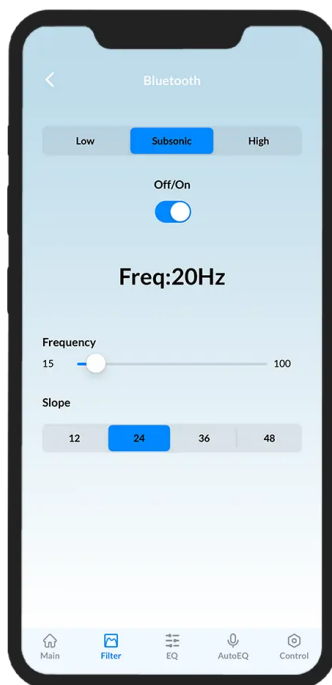 Bluetooth
Low Subsonic High
Off/On
Freq:20Hz
Frequency
15 100
Slope
12 24 36 48
Main Filter EQ AutoEQ Control